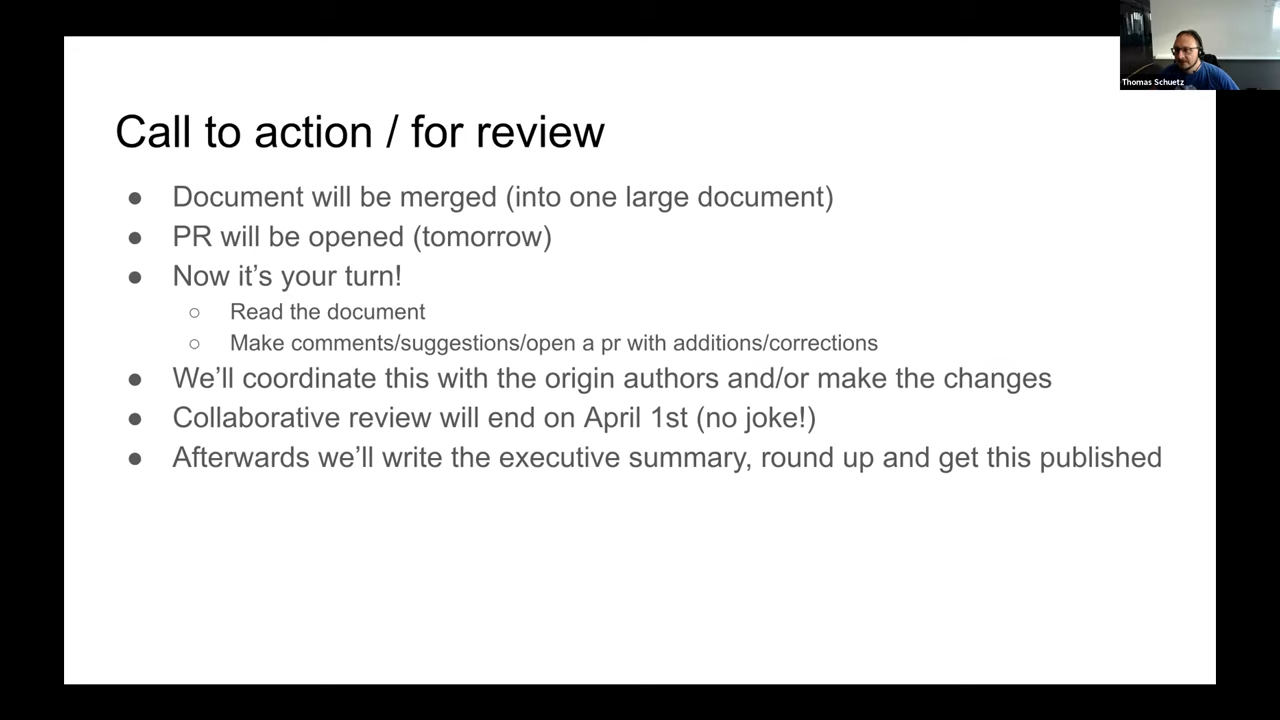 Thomas Schuetz
Call to action / for review
● Document will be merged (into one large document)
● PR will be opened (tomorrow)
● Now it’s your turn!
○ Read the document
○ Make comments/suggestions/open a pr with additions/corrections
● We’ll coordinate this with the origin authors and/or make the changes
● Collaborative review will end on April 1st (no joke!)
● Afterwards we’ll write the executive summary, round up and get this published